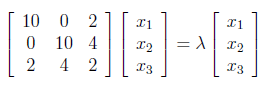 [ 10 0 2 ] [ x₁ ] = λ [ x₁ ]
[ 0 10 4 ] [ x₂ ] = λ [ x₂ ]
[ 2 4 2 ] [ x₃ ] = λ [ x₃ ]